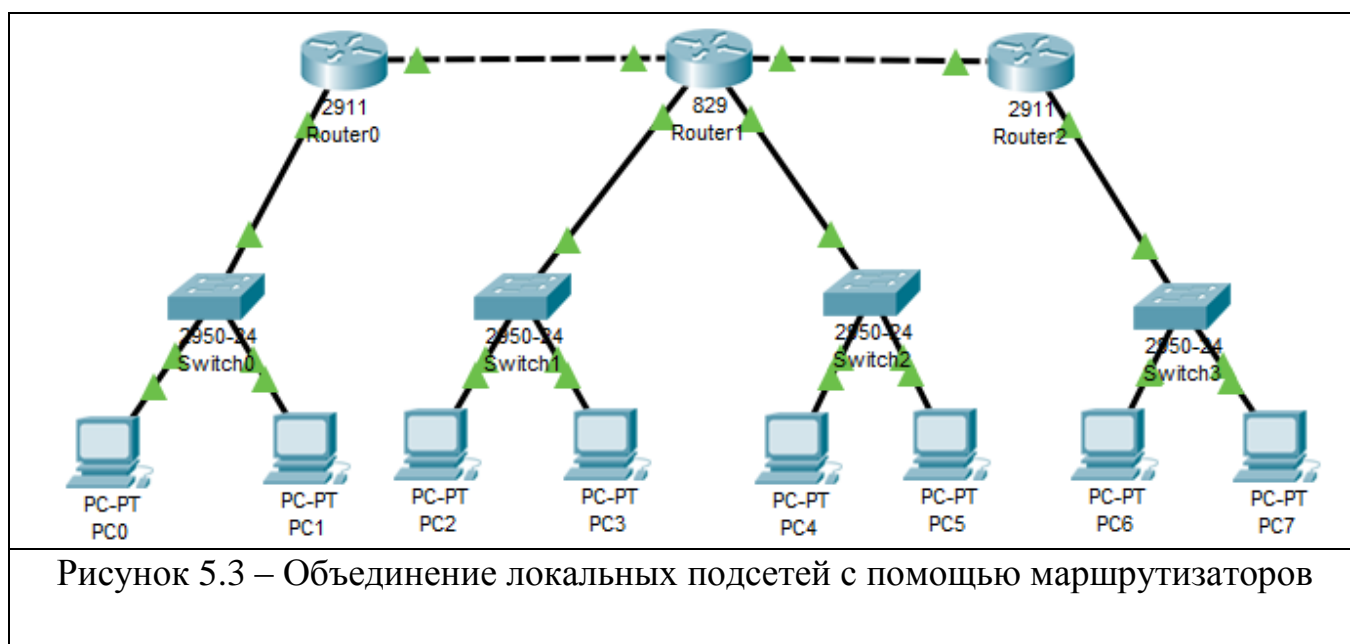 2911
Router0
829
Router1
2911
Router2
2950-24
Switch0
2950-24
Switch1
2950-24
Switch2
2950-24
Switch3
PC-PT
PC0
PC-PT
PC1
PC-PT
PC2
PC-PT
PC3
PC-PT
PC4
PC-PT
PC5
PC-PT
PC6
PC-PT
PC7
Рисунок 5.3 – Объединение локальных подсетей с помощью маршрутизаторов